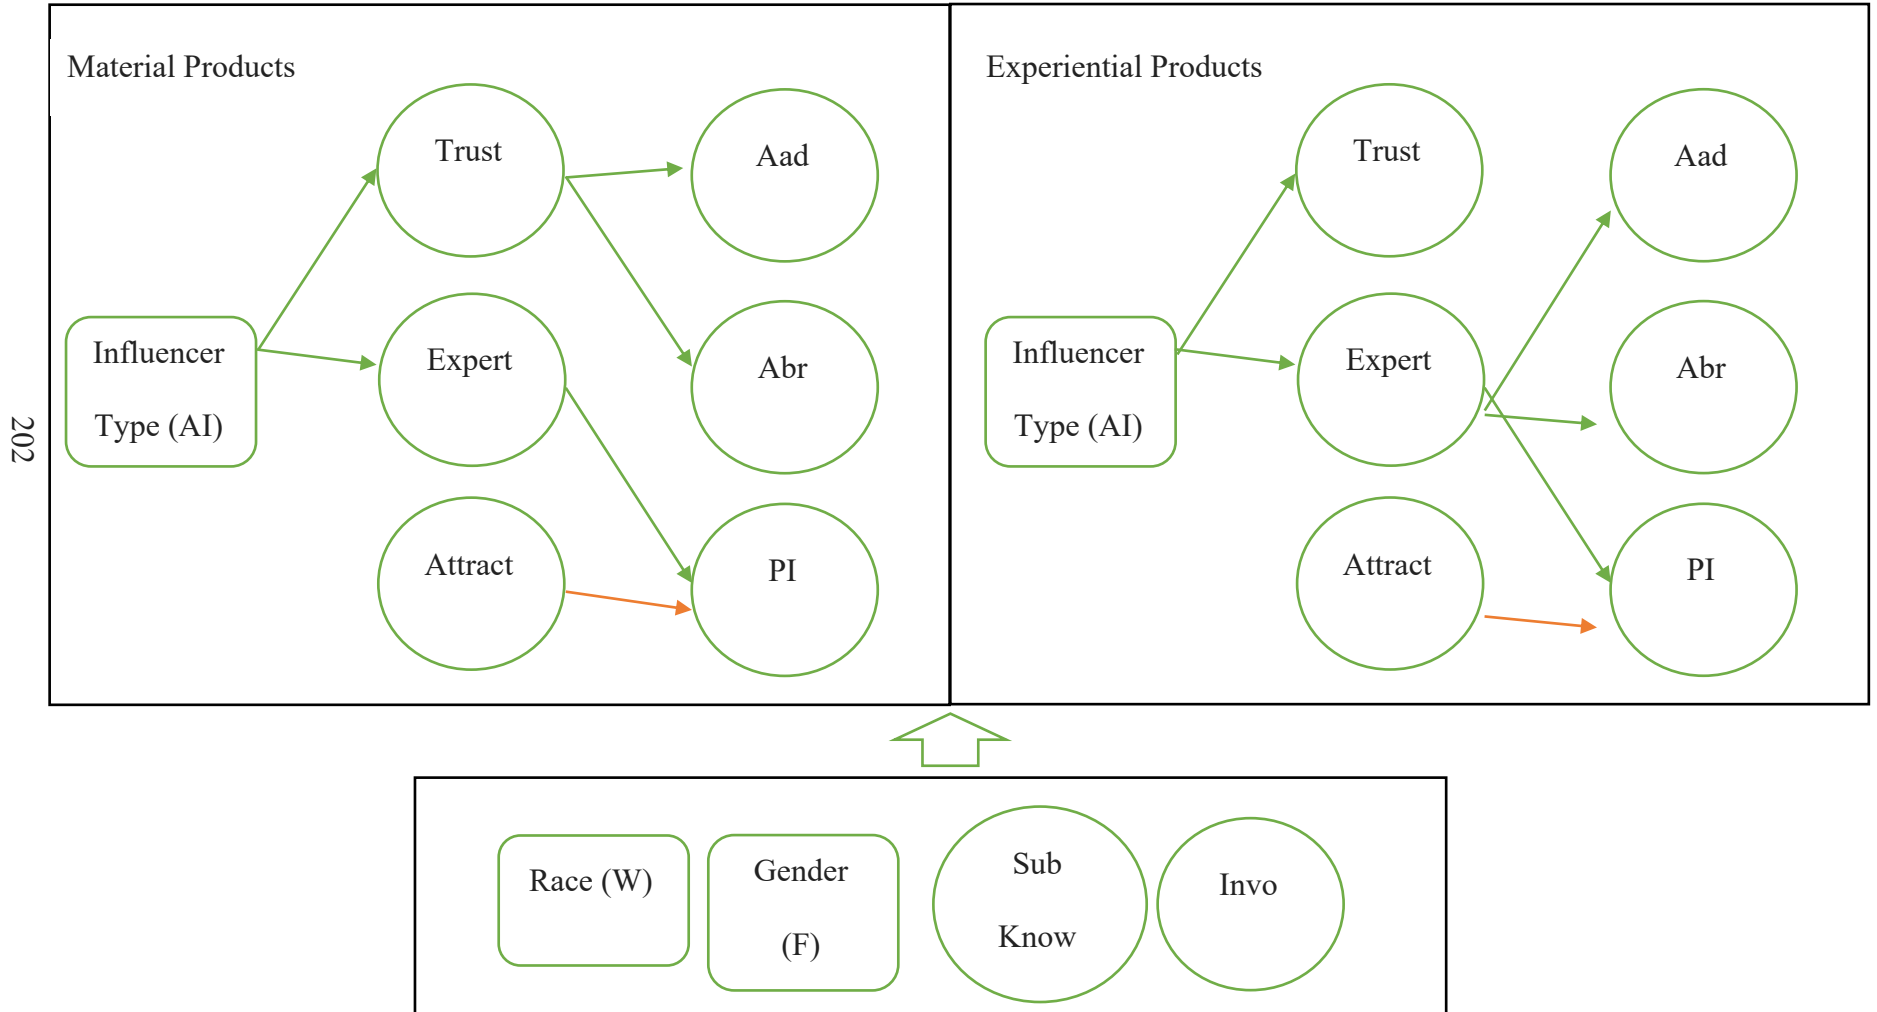 Material Products
Trust
Aad
Influencer
Type (AI)
Expert
Abr
Attract
PI
Experiential Products
Trust
Aad
Influencer
Type (AI)
Expert
Abr
Attract
PI
202
Race (W)
Gender
(F)
Sub
Know
Invo